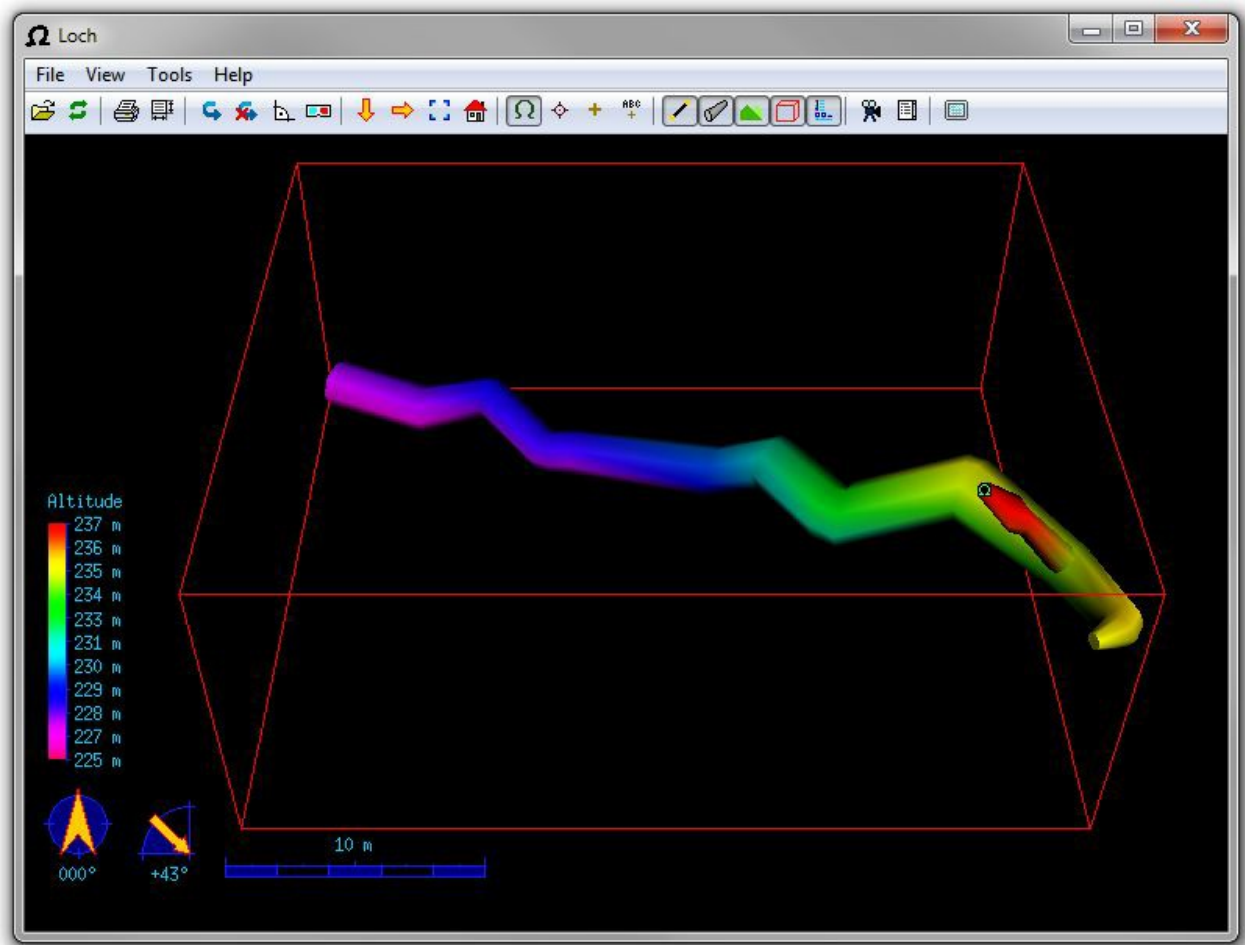 Ω Loch
File View Tools Help
ABC
Ω
Altitude
237 m
236 m
235 m
234 m
233 m
231 m
230 m
229 m
228 m
227 m
225 m
10 m
000° +43°